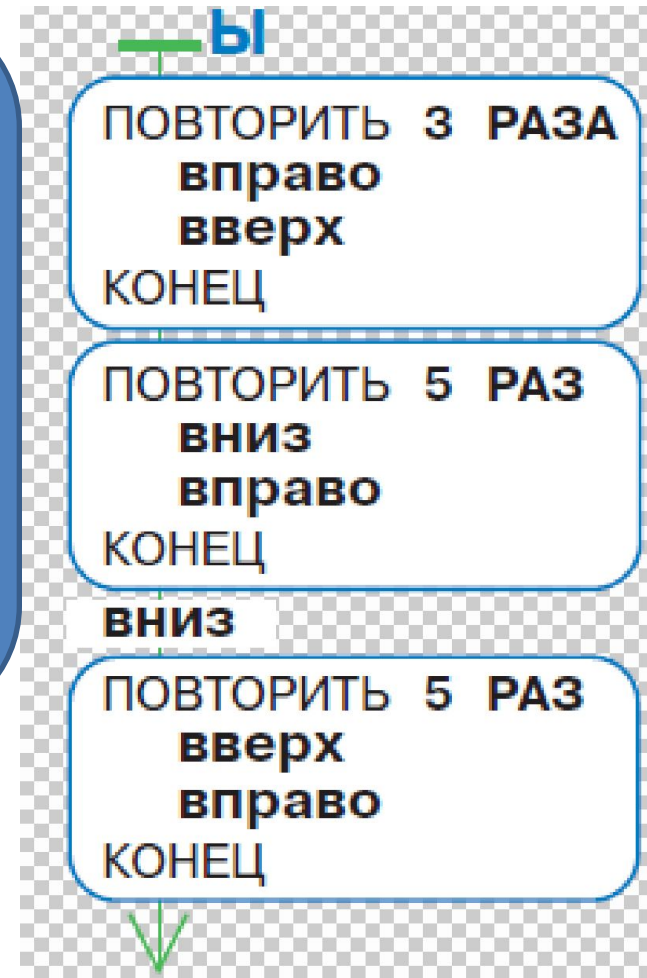 Ы
ПОВТОРИТЬ 3 РАЗА
вправо
вверх
КОНЕЦ
ПОВТОРИТЬ 5 РАЗ
вниз
вправо
КОНЕЦ
вниз
ПОВТОРИТЬ 5 РАЗ
вверх
вправо
КОНЕЦ